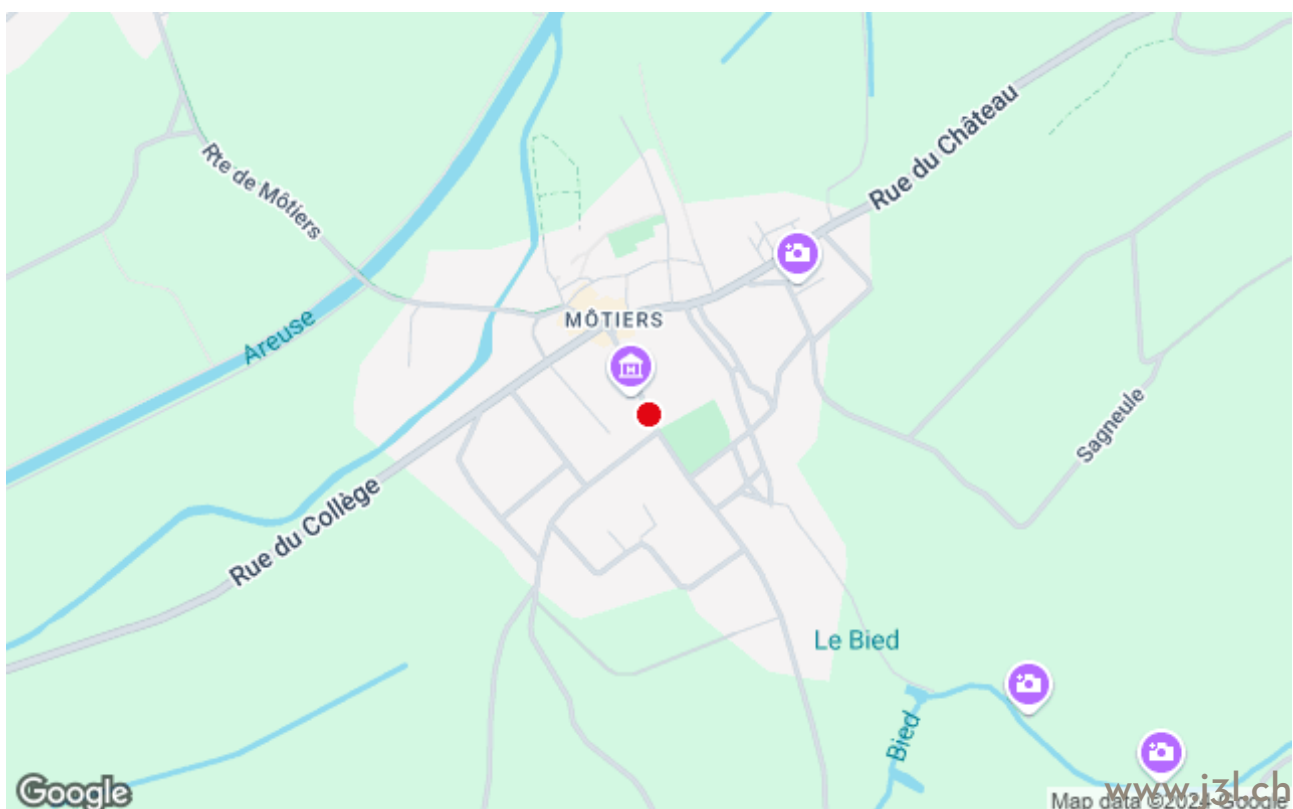 Rue du Château
Rte de Môtiers
MÔTIERS
Areuse
Sagneule
Rue du Collège
Le Bied
Bied
Google
www.j3l.ch
Map data ©2024 Google